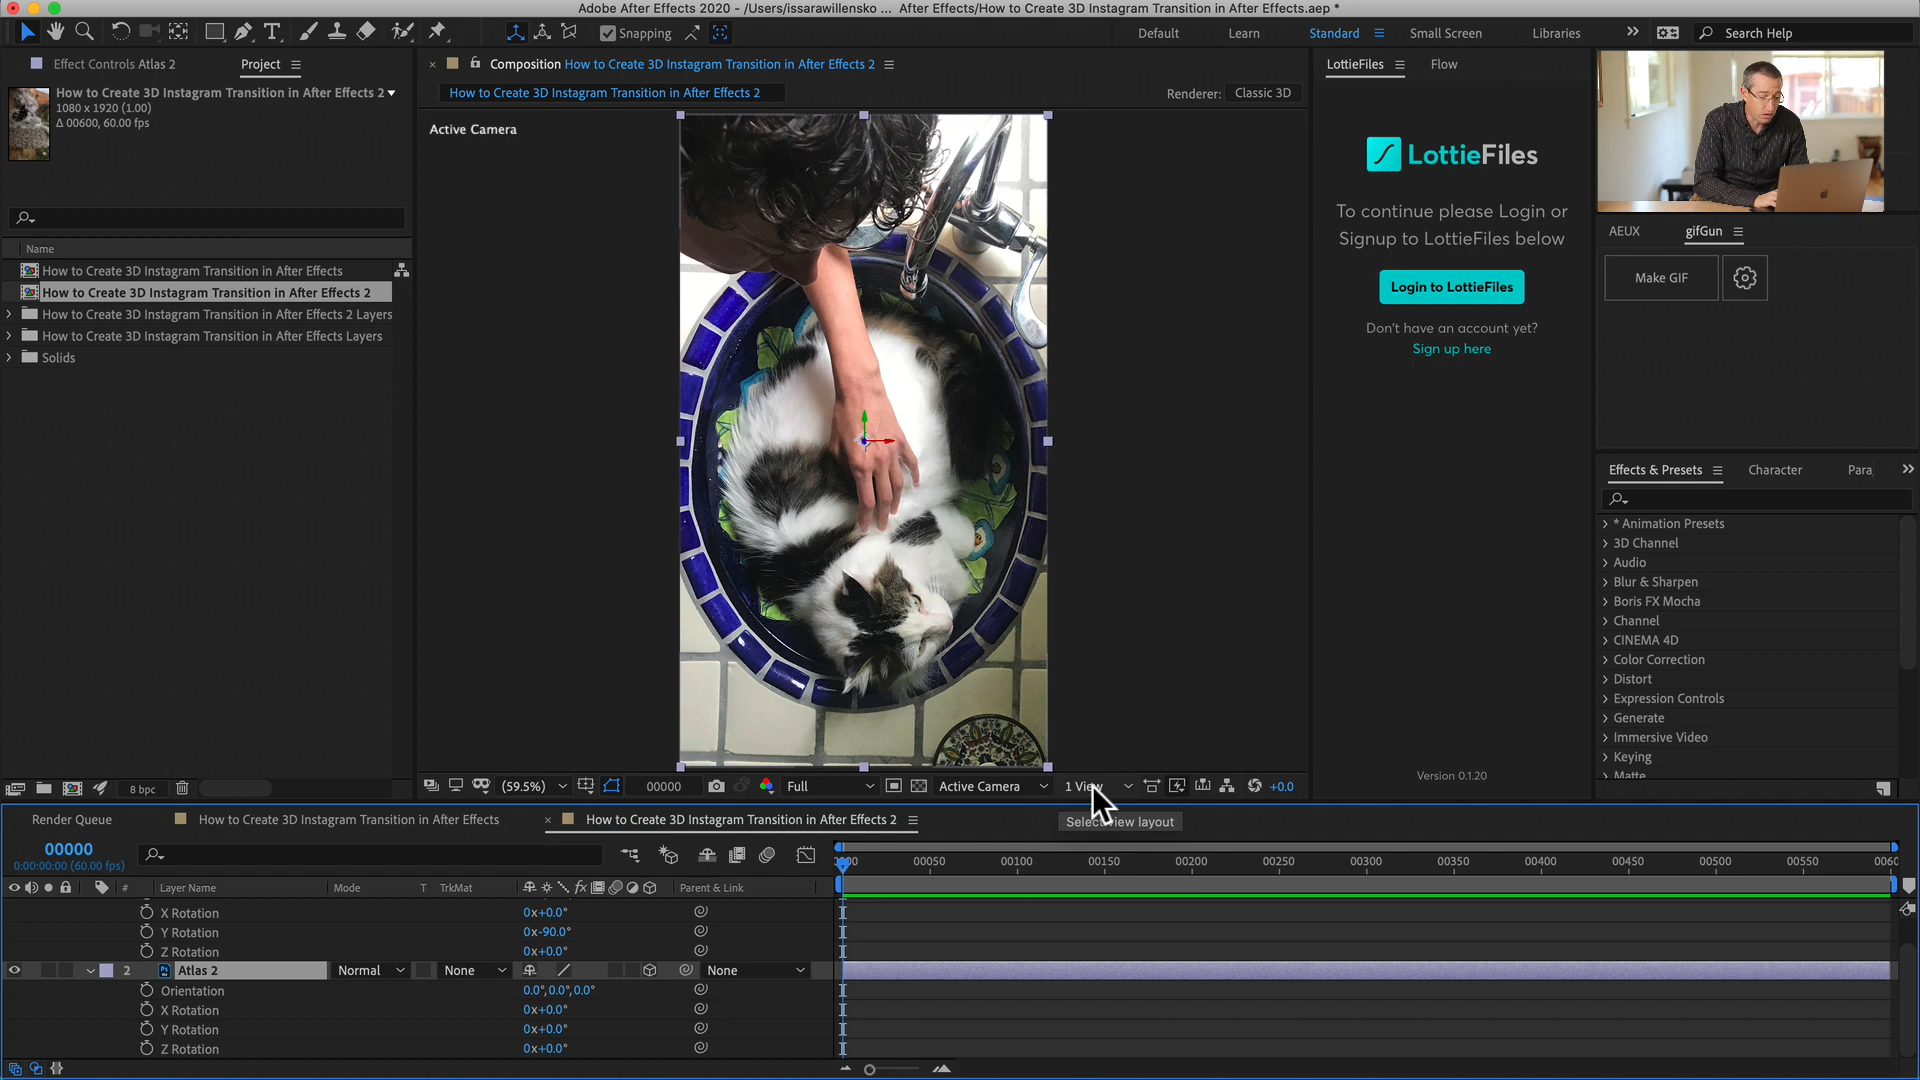 Adobe After Effects 2020 - /Users/issarawillensko ... After Effects/How to Create 3D Instagram Transition in After Effects.aep *
Snapping
Default
Learn
Standard
Small Screen
Libraries
Search Help
Effect Controls Atlas 2
Project
How to Create 3D Instagram Transition in After Effects 2
1080 x 1920 (1.00)
Δ 00600, 60.00 fps
Name
How to Create 3D Instagram Transition in After Effects
How to Create 3D Instagram Transition in After Effects 2
How to Create 3D Instagram Transition in After Effects 2 Layers
How to Create 3D Instagram Transition in After Effects Layers
Solids
8 bpc
Composition How to Create 3D Instagram Transition in After Effects 2
How to Create 3D Instagram Transition in After Effects 2
Renderer:
Classic 3D
Active Camera
(59.5%)
00000
Full
Active Camera
1 View
+0.0
Select view layout
LottieFiles
Flow
LottieFiles
To continue please Login or
Signup to LottieFiles below
Login to LottieFiles
Don't have an account yet?
Sign up here
Version 0.1.20
AEUX
gifGun
Make GIF
Effects & Presets
Character
Para
* Animation Presets
3D Channel
Audio
Blur & Sharpen
Boris FX Mocha
Channel
CINEMA 4D
Color Correction
Distort
Expression Controls
Generate
Immersive Video
Keying
Matte
Render Queue
How to Create 3D Instagram Transition in After Effects
How to Create 3D Instagram Transition in After Effects 2
00000
0:00:00:00 (60.00 fps)
0000 00050 00100 00150 00200 00250 00300 00350 00400 00450 00500 00550 0060
# Layer Name Mode T TrkMat fx Parent & Link
X Rotation 0x+0.0°
Y Rotation 0x-90.0°
Z Rotation 0x+0.0°
2 Ps Atlas 2 Normal None None
Orientation 0.0°,0.0°,0.0°
X Rotation 0x+0.0°
Y Rotation 0x+0.0°
Z Rotation 0x+0.0°